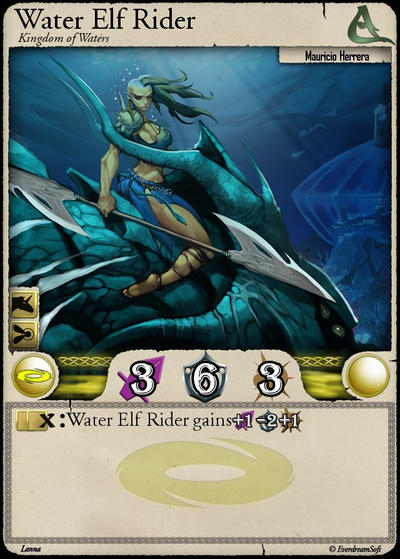 Water Elf Rider
Kingdom of Waters
A
Mauricio Herrera
3 6 3
X: Water Elf Rider gains +1 -2 +1
Lanna © EverdreamSoft